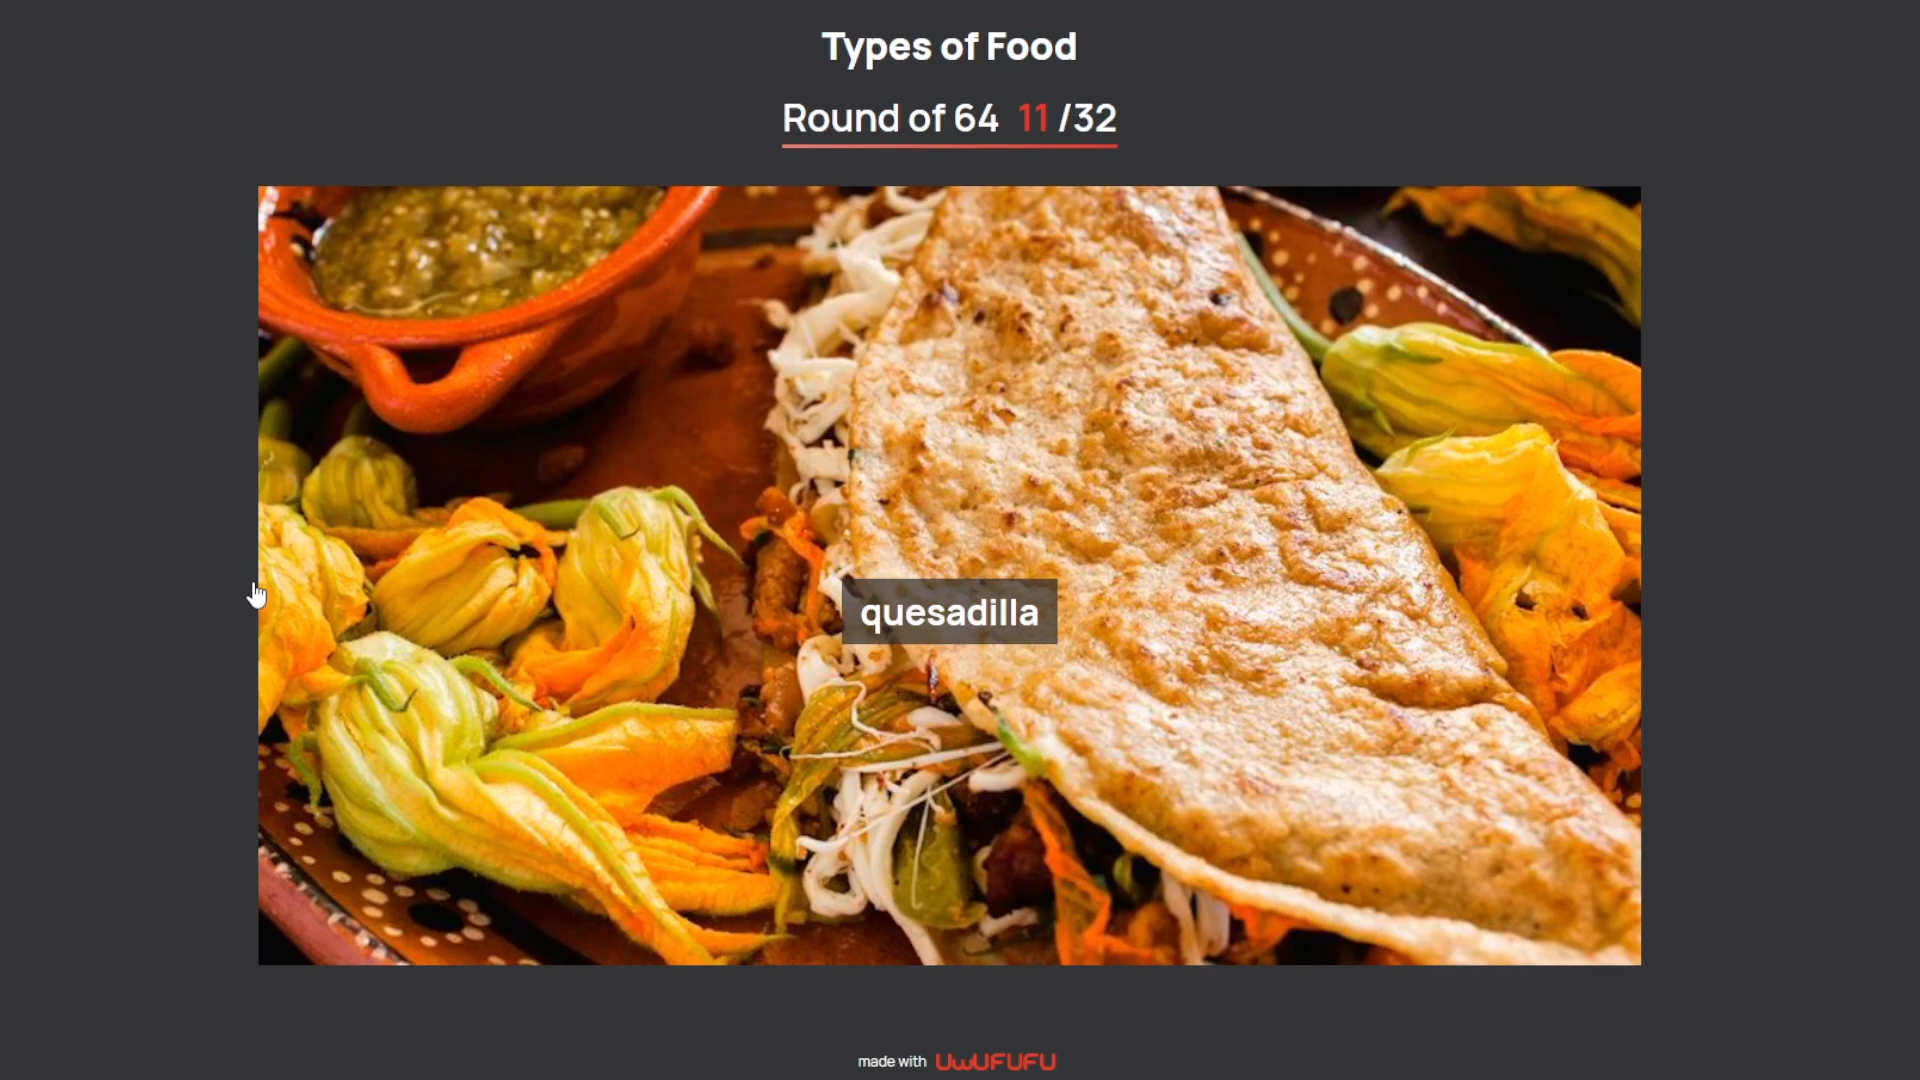 Types of Food
Round of 64 11 /32
quesadilla
made with UwUFUFU